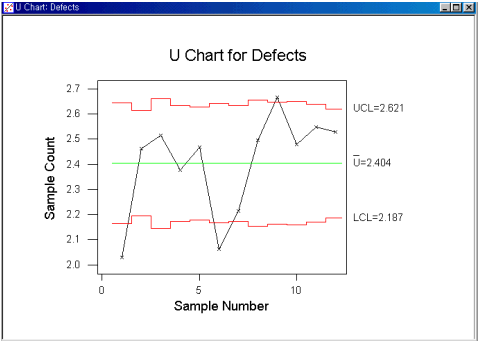 U Chart: Defects
U Chart for Defects
2.7
2.6
2.5
2.4
2.3
2.2
2.1
2.0
Sample Count
UCL=2.621
U̅=2.404
LCL=2.187
0 5 10
Sample Number